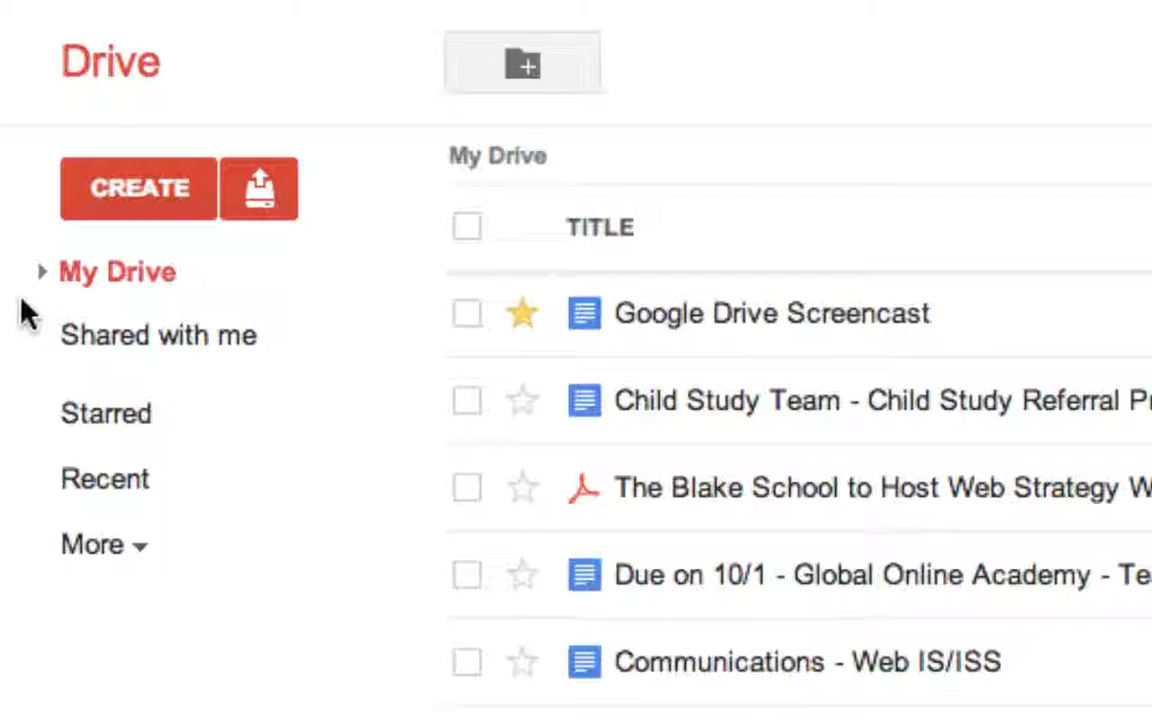 Drive
CREATE
My Drive
Shared with me
Starred
Recent
More
My Drive
TITLE
Google Drive Screencast
Child Study Team - Child Study Referral
The Blake School to Host Web Strategy
Due on 10/1 - Global Online Academy -
Communications - Web IS/ISS